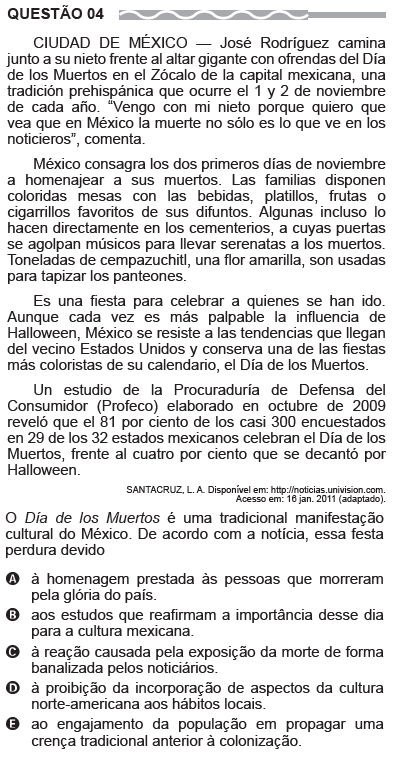 QUESTÃO 04
CIUDAD DE MÉXICO — José Rodríguez camina
junto a su nieto frente al altar gigante con ofrendas del Día
de los Muertos en el Zócalo de la capital mexicana, una
tradición prehispánica que ocurre el 1 y 2 de noviembre
de cada año. “Vengo con mi nieto porque quiero que
vea que en México la muerte no sólo es lo que ve en los
noticieros”, comenta.
México consagra los dos primeros días de noviembre
a homenajear a sus muertos. Las familias disponen
coloridas mesas con las bebidas, platillos, frutas o
cigarrillos favoritos de sus difuntos. Algunas incluso lo
hacen directamente en los cementerios, a cuyas puertas
se agolpan músicos para llevar serenatas a los muertos.
Toneladas de cempazuchitl, una flor amarilla, son usadas
para tapizar los panteones.
Es una fiesta para celebrar a quienes se han ido.
Aunque cada vez es más palpable la influencia de
Halloween, México se resiste a las tendencias que llegan
del vecino Estados Unidos y conserva una de las fiestas
más coloristas de su calendario, el Día de los Muertos.
Un estudio de la Procuraduría de Defensa del
Consumidor (Profeco) elaborado en octubre de 2009
reveló que el 81 por ciento de los casi 300 encuestados
en 29 de los 32 estados mexicanos celebran el Día de los
Muertos, frente al cuatro por ciento que se decantó por
Halloween.
SANTACRUZ, L. A. Disponível em: http://noticias.univision.com.
Acesso em: 16 jan. 2011 (adaptado).
O Día de los Muertos é uma tradicional manifestação
cultural do México. De acordo com a notícia, essa festa
perdura devido
A à homenagem prestada às pessoas que morreram
pela glória do país.
B aos estudos que reafirmam a importância desse dia
para a cultura mexicana.
C à reação causada pela exposição da morte de forma
banalizada pelos noticiários.
D à proibição da incorporação de aspectos da cultura
norte-americana aos hábitos locais.
E ao engajamento da população em propagar uma
crença tradicional anterior à colonização.